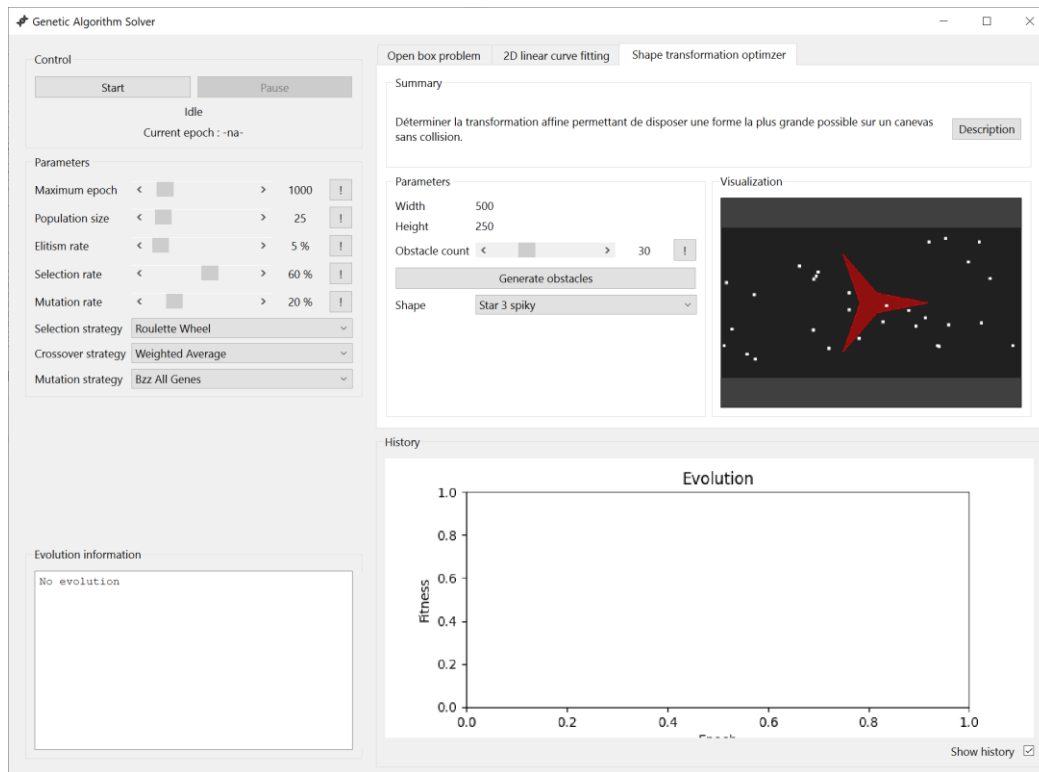 Genetic Algorithm Solver
Control
Start
Pause
Idle
Current epoch : -na-
Parameters
Maximum epoch < > 1000 !
Population size < > 25 !
Elitism rate < > 5 % !
Selection rate < > 60 % !
Mutation rate < > 20 % !
Selection strategy Roulette Wheel
Crossover strategy Weighted Average
Mutation strategy Bzz All Genes
Evolution information
No evolution
Open box problem
2D linear curve fitting
Shape transformation optimzer
Summary
Déterminer la transformation affine permettant de disposer une forme la plus grande possible sur un canevas
sans collision.
Description
Parameters
Width 500
Height 250
Obstacle count < > 30 !
Generate obstacles
Shape Star 3 spiky
Visualization
History
Evolution
1.0
0.8
0.6
0.4
0.2
0.0
Fitness
0.0 0.2 0.4 0.6 0.8 1.0
Epoch
Show history